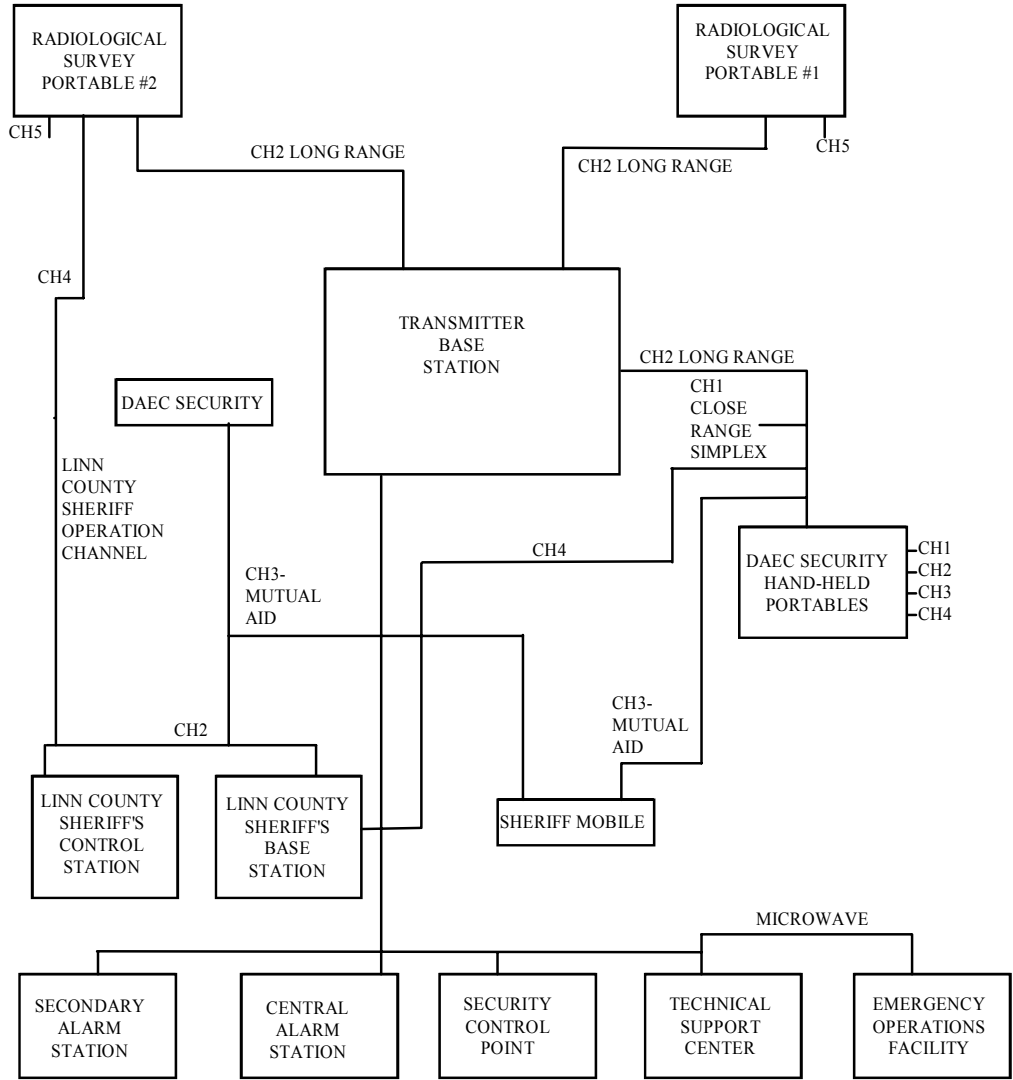 RADIOLOGICAL
SURVEY
PORTABLE #2
RADIOLOGICAL
SURVEY
PORTABLE #1
CH5
CH2 LONG RANGE
CH2 LONG RANGE
CH5
CH4
TRANSMITTER
BASE
STATION
CH2 LONG RANGE
CH1
CLOSE
RANGE
SIMPLEX
DAEC SECURITY
LINN
COUNTY
SHERIFF
OPERATION
CHANNEL
CH4
DAEC SECURITY
HAND-HELD
PORTABLES
CH1
CH2
CH3
CH4
CH3-
MUTUAL
AID
CH3-
MUTUAL
AID
CH2
LINN COUNTY
SHERIFF'S
CONTROL
STATION
LINN COUNTY
SHERIFF'S
BASE
STATION
SHERIFF MOBILE
MICROWAVE
SECONDARY
ALARM
STATION
CENTRAL
ALARM
STATION
SECURITY
CONTROL
POINT
TECHNICAL
SUPPORT
CENTER
EMERGENCY
OPERATIONS
FACILITY